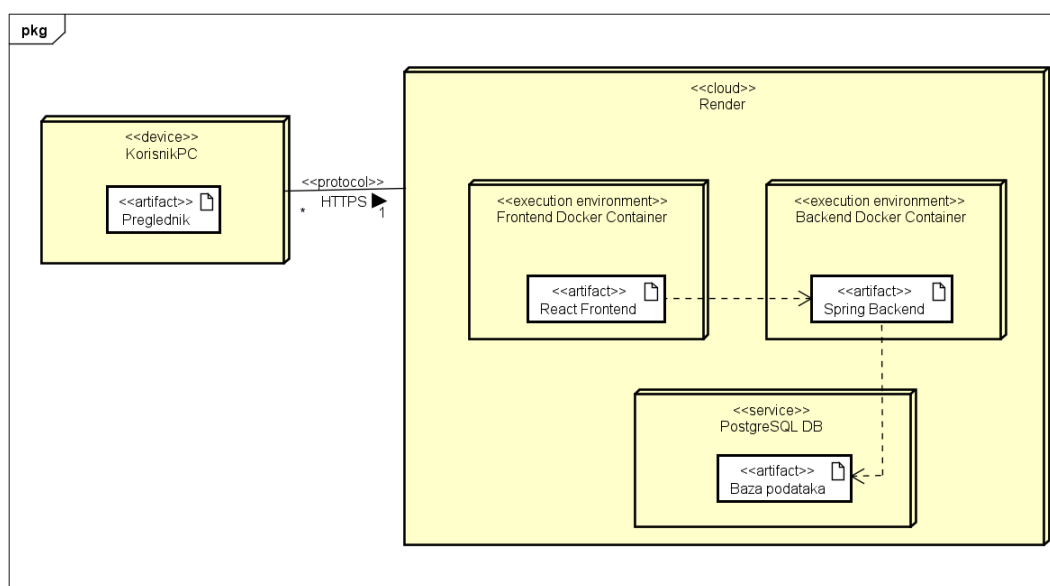 pkg
<<device>>
KorisnikPC
<<artifact>>
Preglednik
<<protocol>>
HTTPS
*
1
<<cloud>>
Render
<<execution environment>>
Frontend Docker Container
<<artifact>>
React Frontend
<<execution environment>>
Backend Docker Container
<<artifact>>
Spring Backend
<<service>>
PostgreSQL DB
<<artifact>>
Baza podataka